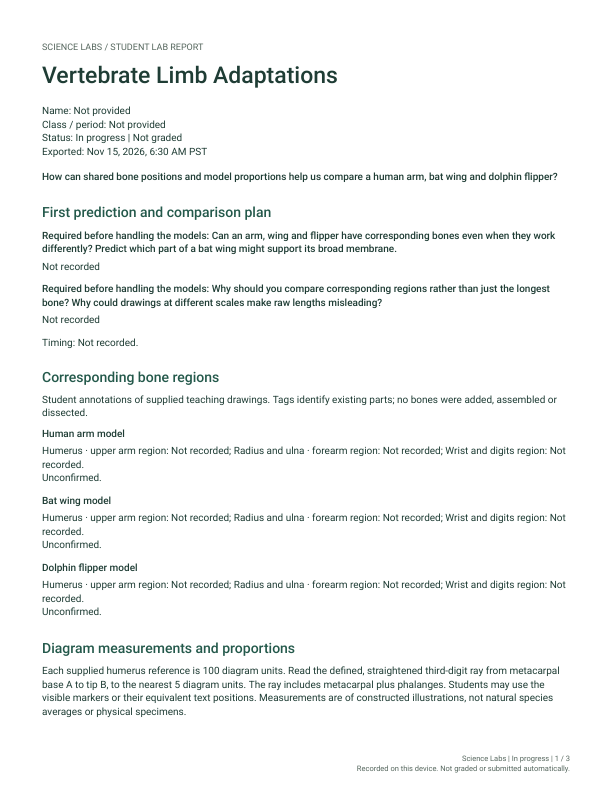 SCIENCE LABS / STUDENT LAB REPORT
Vertebrate Limb Adaptations
Name: Not provided
Class / period: Not provided
Status: In progress | Not graded
Exported: Nov 15, 2026, 6:30 AM PST
How can shared bone positions and model proportions help us compare a human arm, bat wing and dolphin flipper?
First prediction and comparison plan
Required before handling the models: Can an arm, wing and flipper have corresponding bones even when they work
differently? Predict which part of a bat wing might support its broad membrane.
Not recorded
Required before handling the models: Why should you compare corresponding regions rather than just the longest
bone? Why could drawings at different scales make raw lengths misleading?
Not recorded
Timing: Not recorded.
Corresponding bone regions
Student annotations of supplied teaching drawings. Tags identify existing parts; no bones were added, assembled or
dissected.
Human arm model
Humerus · upper arm region: Not recorded; Radius and ulna · forearm region: Not recorded; Wrist and digits region: Not
recorded.
Unconfirmed.
Bat wing model
Humerus · upper arm region: Not recorded; Radius and ulna · forearm region: Not recorded; Wrist and digits region: Not
recorded.
Unconfirmed.
Dolphin flipper model
Humerus · upper arm region: Not recorded; Radius and ulna · forearm region: Not recorded; Wrist and digits region: Not
recorded.
Unconfirmed.
Diagram measurements and proportions
Each supplied humerus reference is 100 diagram units. Read the defined, straightened third-digit ray from metacarpal
base A to tip B, to the nearest 5 diagram units. The ray includes metacarpal plus phalanges. Students may use the
visible markers or their equivalent text positions. Measurements are of constructed illustrations, not natural species
averages or physical specimens.
Science Labs | In progress | 1 / 3
Recorded on this device. Not graded or submitted automatically.